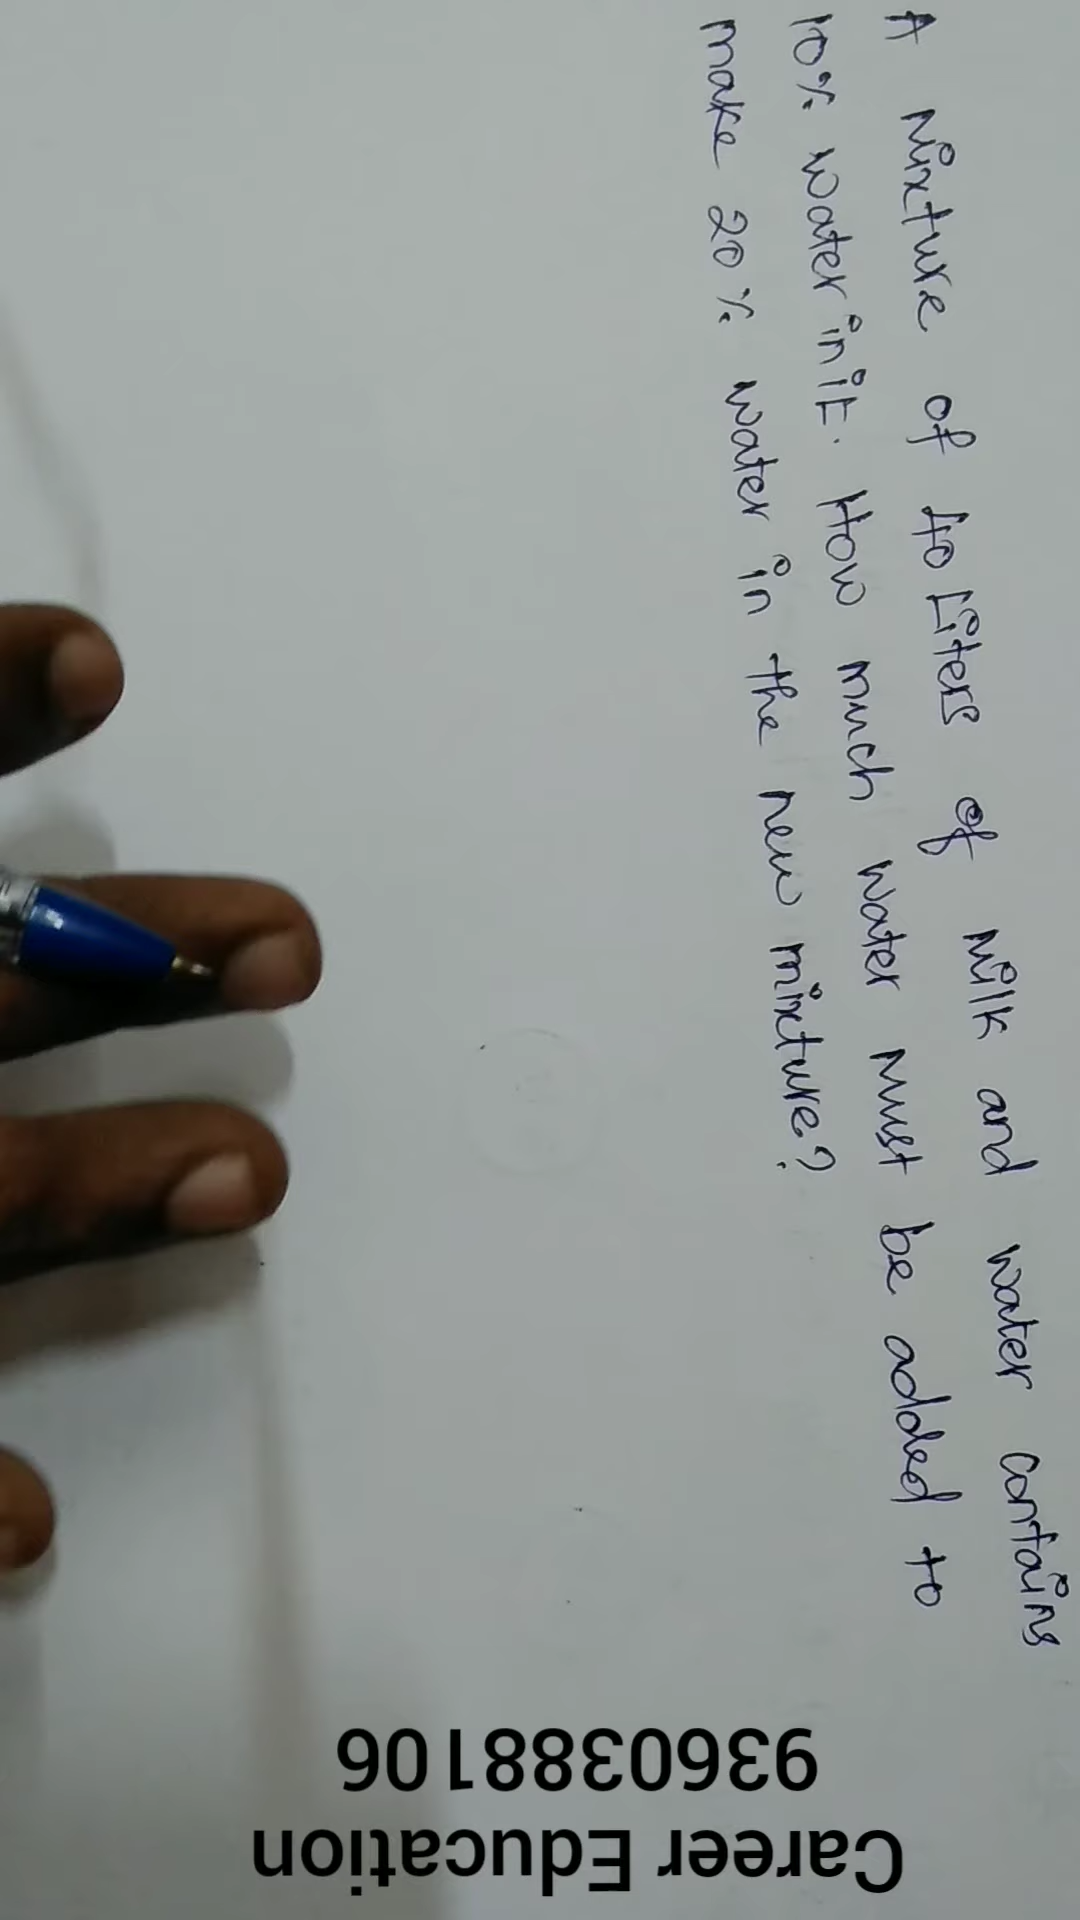 A Mixture of 40 Liters of Milk and Water contains
10% Water in it. How much Water Must be added to
make 20% Water in the new mixture?
Career Education
9360388106